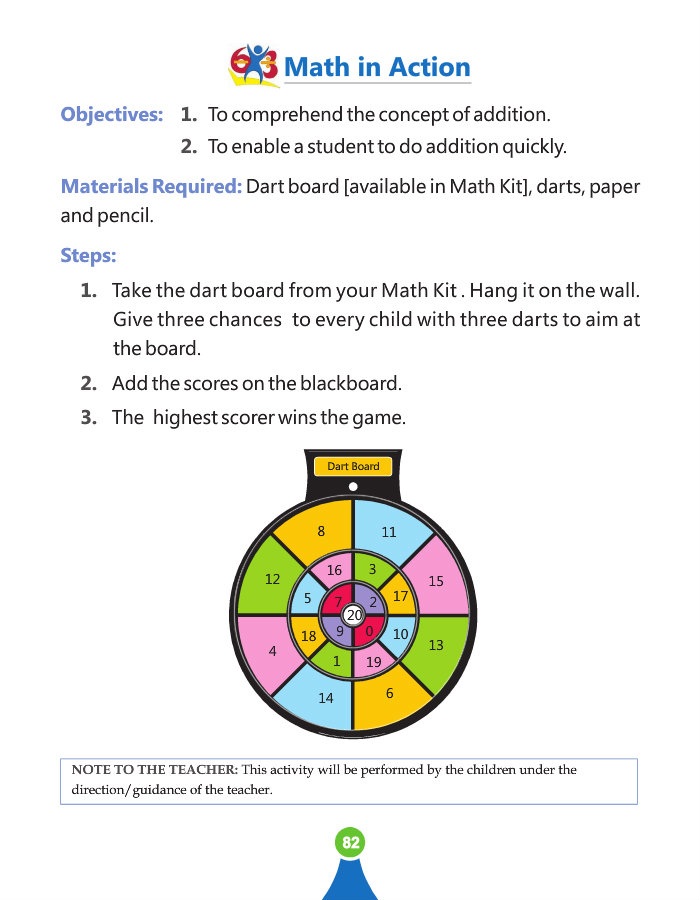 63
Math in Action
Objectives: 1. To comprehend the concept of addition.
2. To enable a student to do addition quickly.
Materials Required: Dart board [available in Math Kit], darts, paper
and pencil.
Steps:
1. Take the dart board from your Math Kit . Hang it on the wall.
Give three chances to every child with three darts to aim at
the board.
2. Add the scores on the blackboard.
3. The highest scorer wins the game.
Dart Board
8 11
12 16 3 15
5 7 2 17
20
18 9 0 10
4 1 19 13
14 6
NOTE TO THE TEACHER: This activity will be performed by the children under the
direction/guidance of the teacher.
82